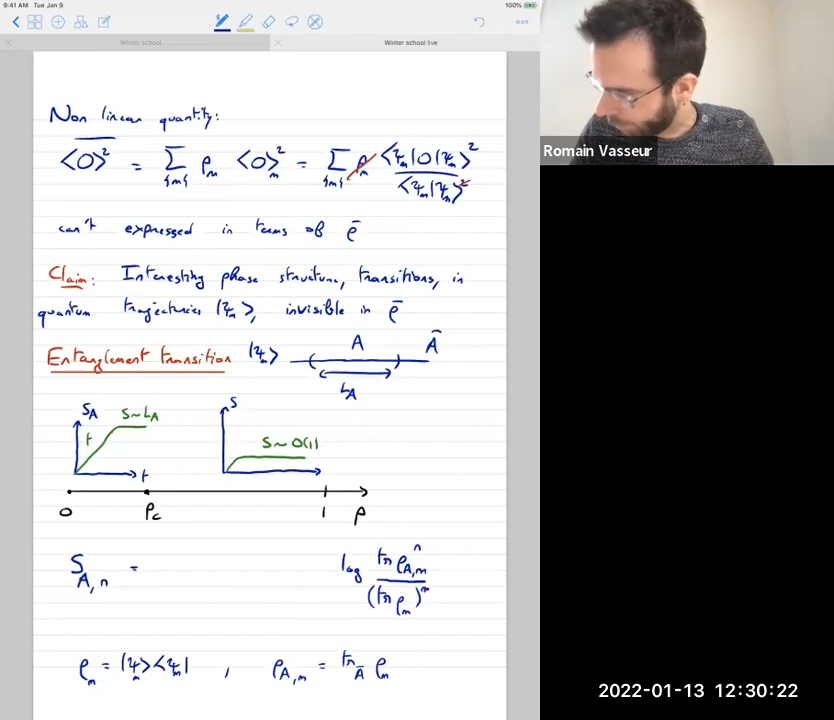 9:41 AM Tue Jan 9
100%
Winter school...
Winter school live
Romain Vasseur
Non linear quantity:
<O>² = Σ_{m} p_m <O>²_m = Σ_{m} p_m <ψ_m|O|ψ_m>² / <ψ_m|ψ_m>²
can't expressed in terms of ρ̄
Claim: Interesting phase structure, transitions, in
quantum trajectories |ψ_m>, invisible in ρ̄
Entanglement transition |ψ_m> A Ā
L_A
S_A S~L_A S
t S~O(1)
t
0 p_c 1 p
S_{A,n} = log tr ρ_{A,m}^n / (tr ρ_m)^n
ρ_m = |ψ_m><ψ_m| , ρ_{A,m} = tr_Ā ρ_m
2022-01-13 12:30:22